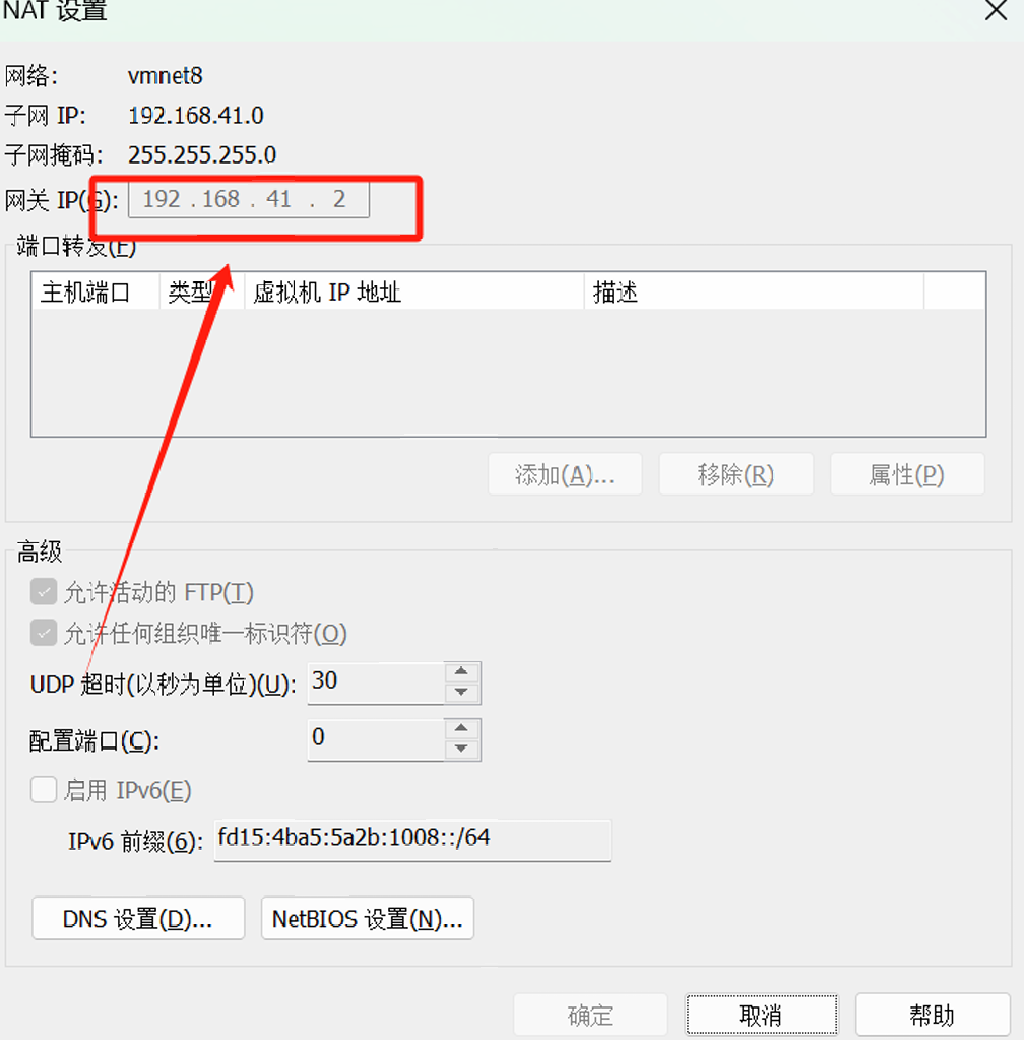 NAT 设置
网络: vmnet8
子网 IP: 192.168.41.0
子网掩码: 255.255.255.0
网关 IP(G): 192 . 168 . 41 . 2
端口转发(F)
主机端口 类型 虚拟机 IP 地址 描述
添加(A)... 移除(R) 属性(P)
高级
允许活动的 FTP(T)
允许任何组织唯一标识符(O)
UDP 超时(以秒为单位)(U): 30
配置端口(C): 0
启用 IPv6(E)
IPv6 前缀(6): fd15:4ba5:5a2b:1008::/64
DNS 设置(D)... NetBIOS 设置(N)...
确定 取消 帮助